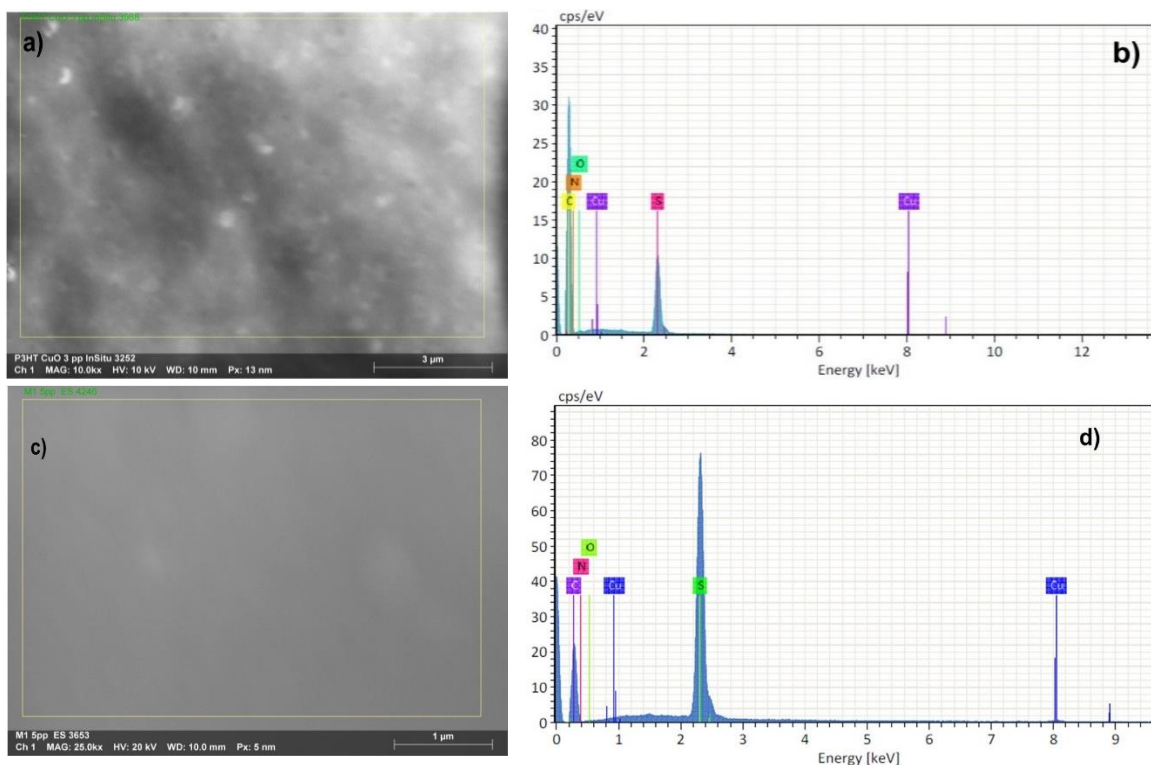 a)
P3HT CuO 3 pp InSitu 3252
Ch 1 MAG: 10.0kx HV: 10 kV WD: 10 mm Px: 13 nm
3 µm
b)
cps/eV
40
35
30
25
20
15
10
5
0
O
N
C
Cu
S
Cu
0 2 4 6 8 10 12
Energy [keV]
M1 5pp ES 4246
c)
M1 5pp ES 3653
Ch 1 MAG: 25.0kx HV: 20 kV WD: 10.0 mm Px: 5 nm
1 µm
d)
cps/eV
80
70
60
50
40
30
20
10
0
O
N
C
Cu
S
Cu
0 1 2 3 4 5 6 7 8 9
Energy [keV]